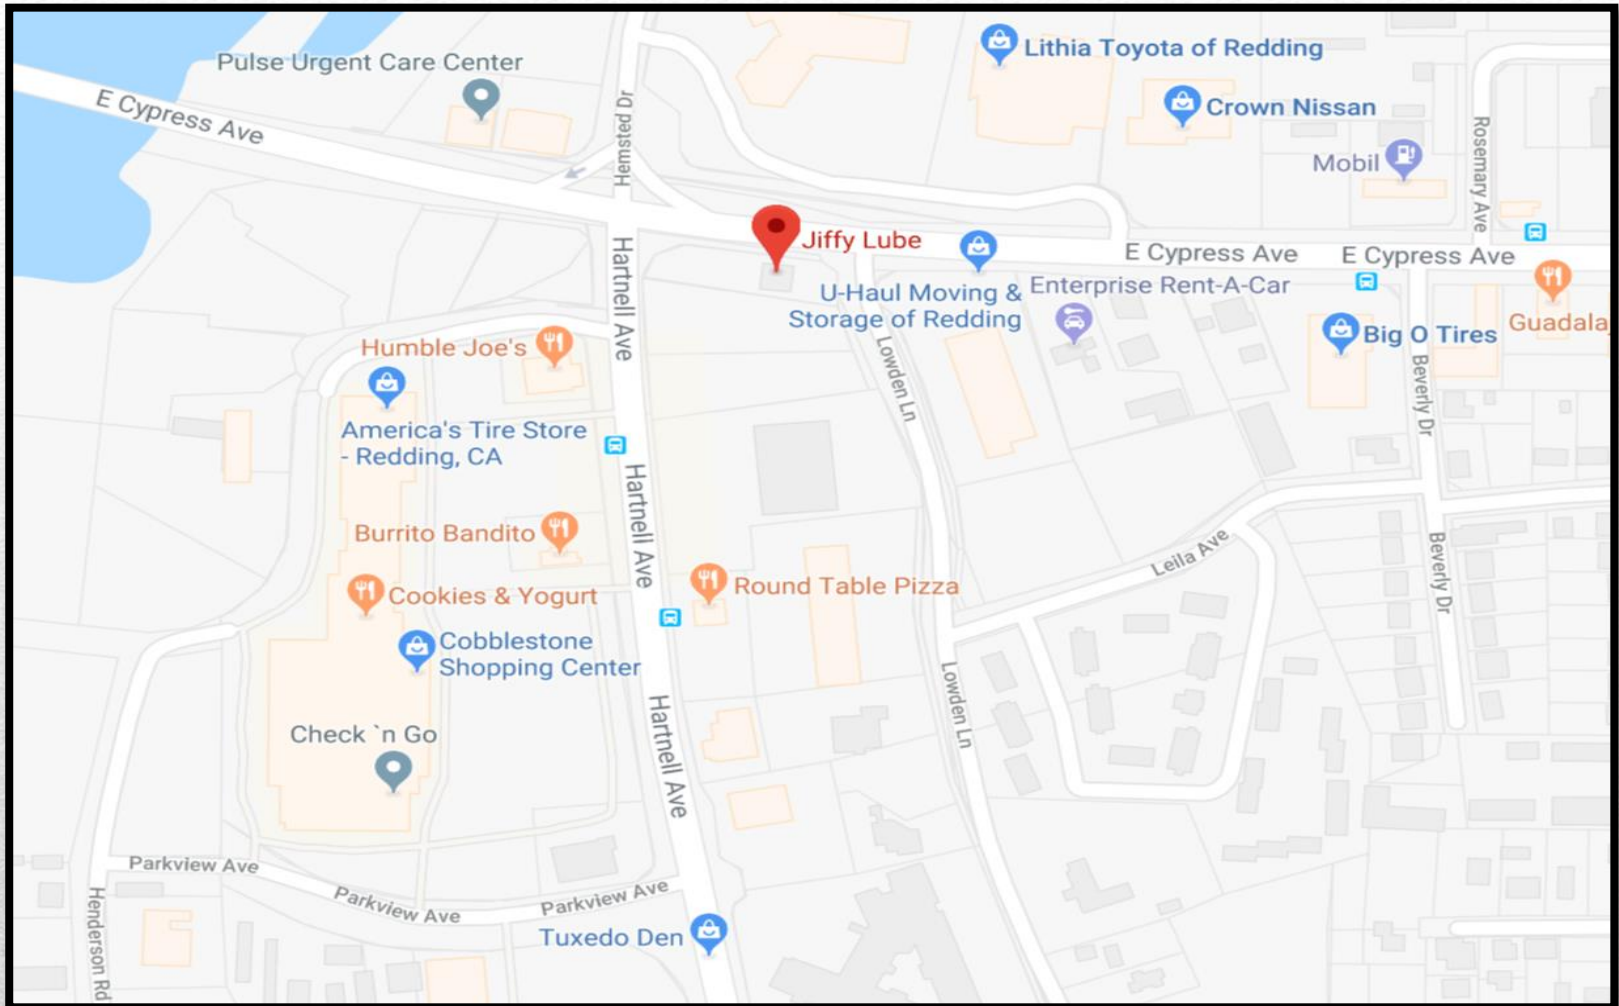 Lithia Toyota of Redding
Pulse Urgent Care Center
E Cypress Ave
Hemsted Dr
Crown Nissan
Mobil
Rosemary Ave
Jiffy Lube
E Cypress Ave
E Cypress Ave
Hartnell Ave
U-Haul Moving &
Storage of Redding
Enterprise Rent-A-Car
Big O Tires
Guadala
Humble Joe's
Lowden Ln
Beverly Dr
America's Tire Store
- Redding, CA
Hartnell Ave
Burrito Bandito
Leila Ave
Beverly Dr
Cookies & Yogurt
Round Table Pizza
Cobblestone
Shopping Center
Lowden Ln
Hartnell Ave
Check `n Go
Parkview Ave
Parkview Ave
Parkview Ave
Henderson Rd
Tuxedo Den